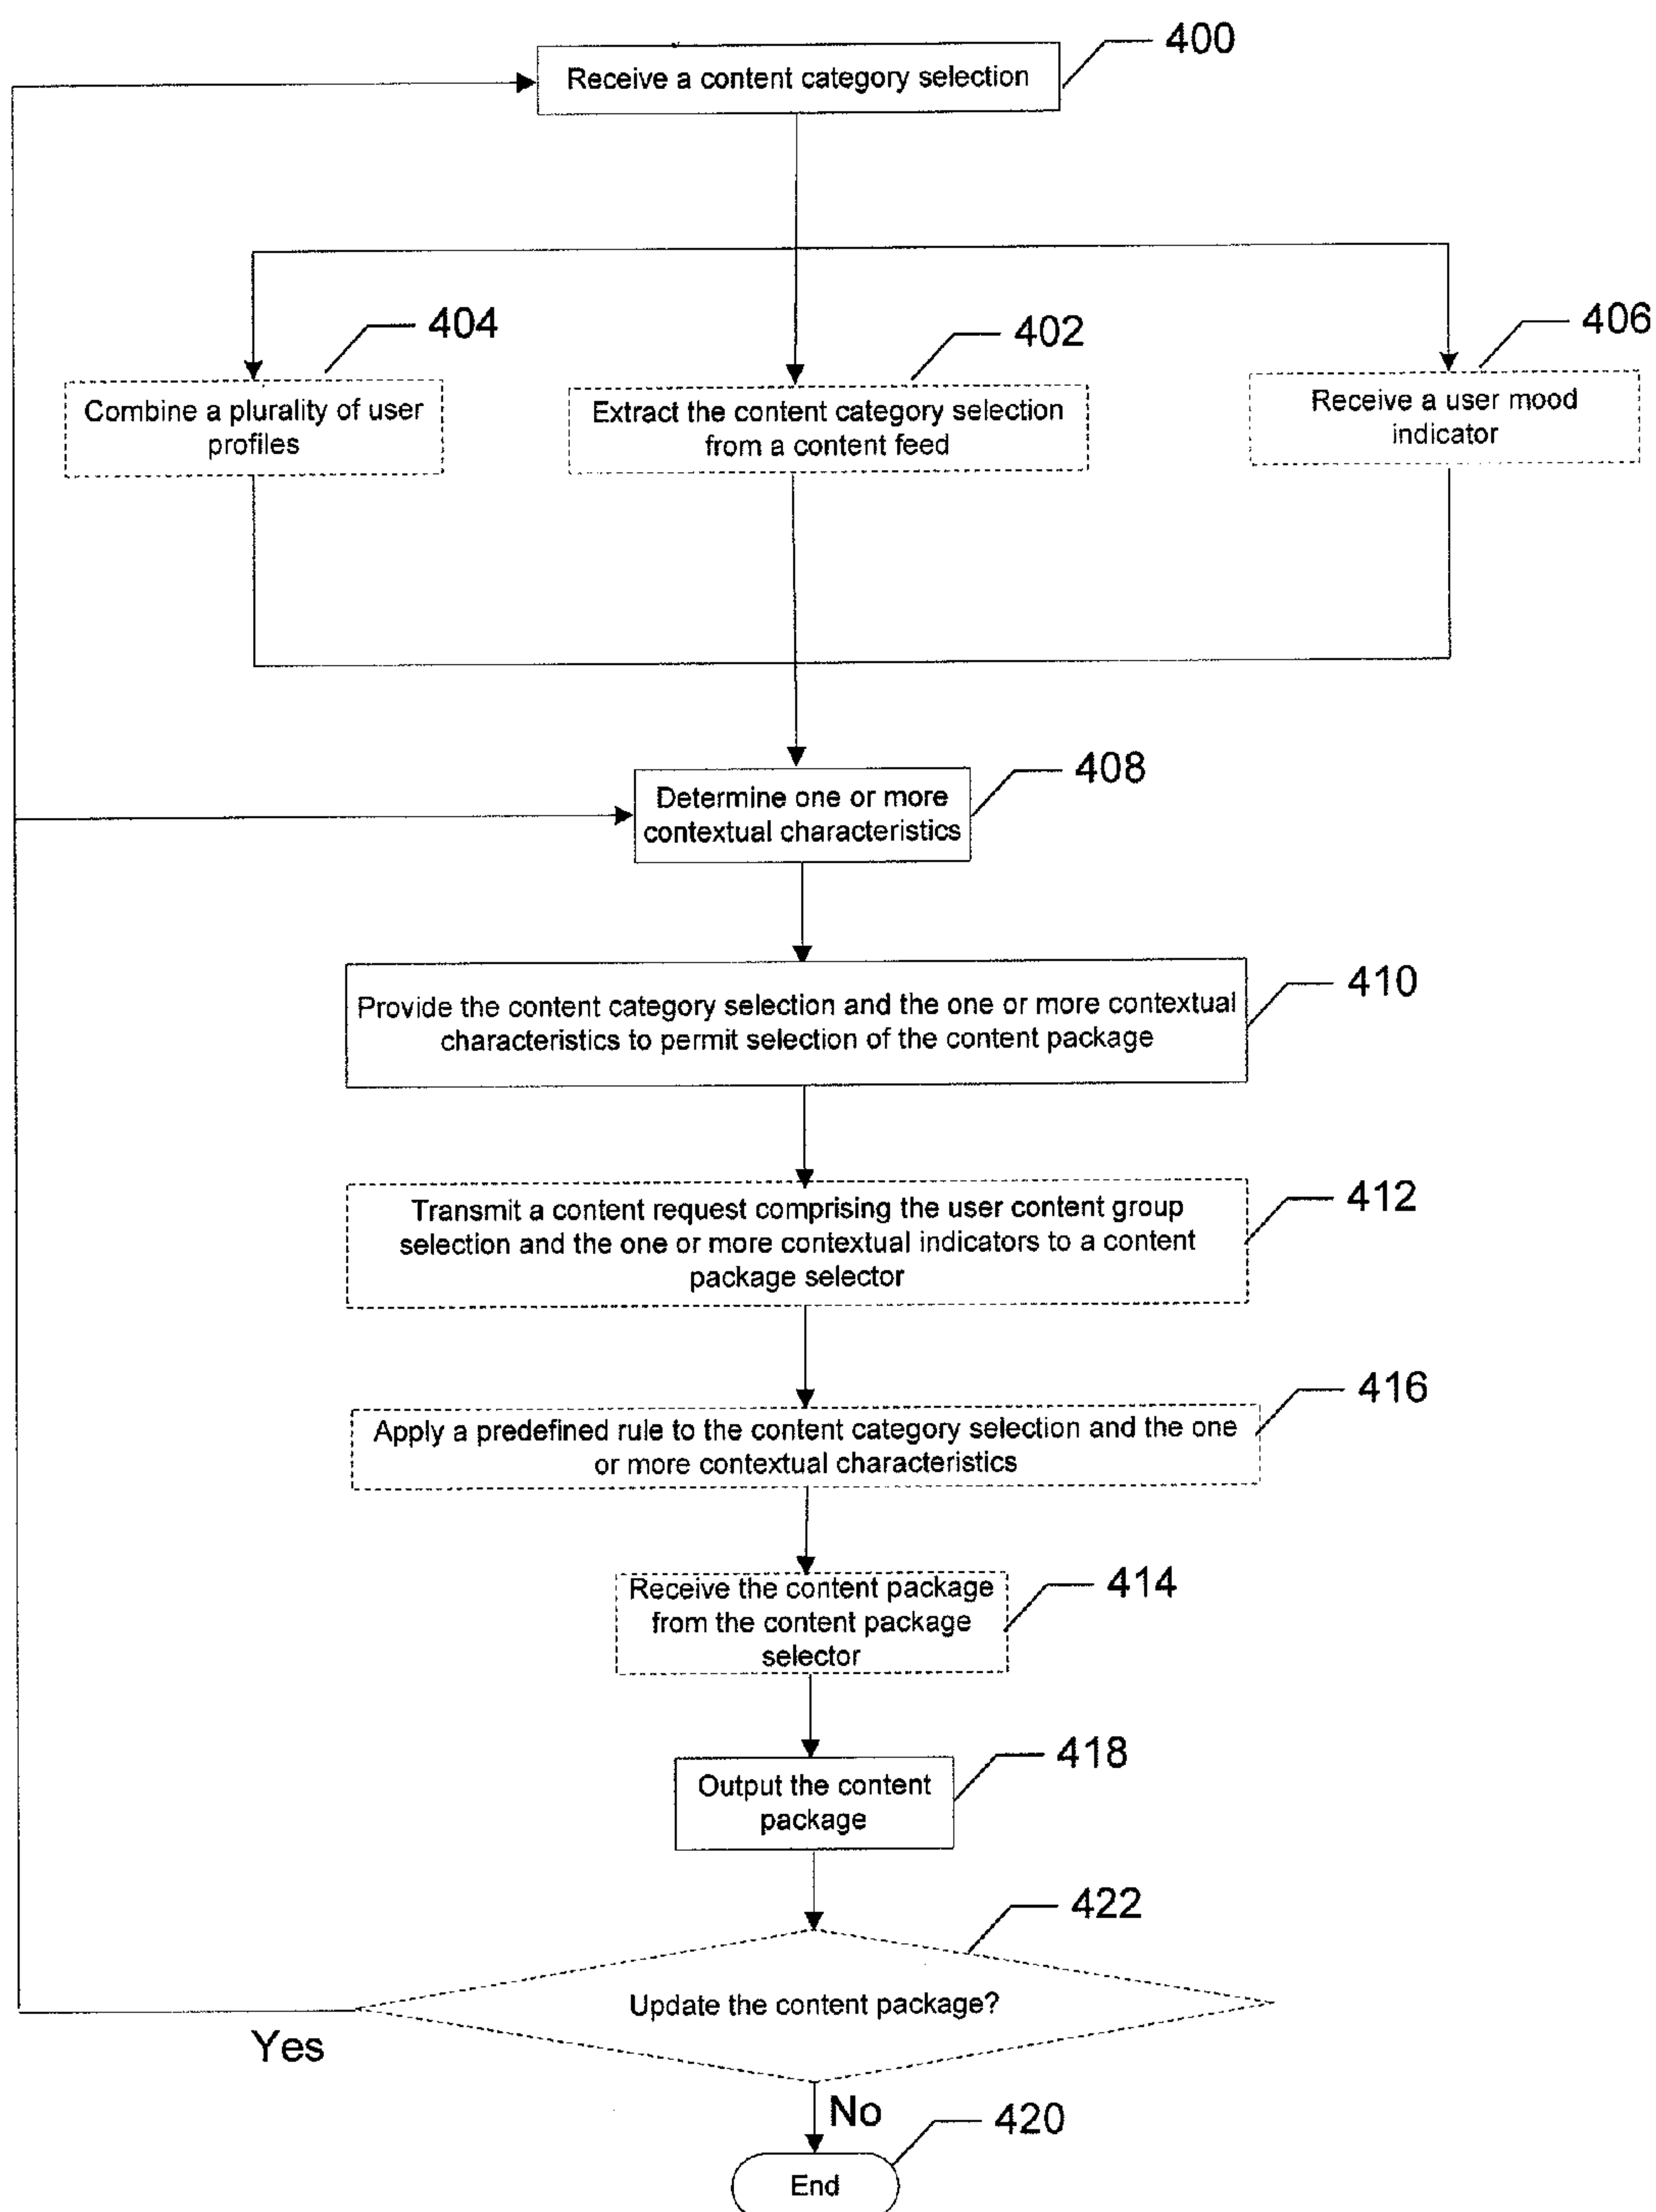 400
Receive a content category selection
404
402
406
Combine a plurality of user
profiles
Extract the content category selection
from a content feed
Receive a user mood
indicator
408
Determine one or more
contextual characteristics
410
Provide the content category selection and the one or more contextual
characteristics to permit selection of the content package
412
Transmit a content request comprising the user content group
selection and the one or more contextual indicators to a content
package selector
416
Apply a predefined rule to the content category selection and the one
or more contextual characteristics
414
Receive the content package
from the content package
selector
418
Output the content
package
422
Update the content package?
Yes
No
420
End